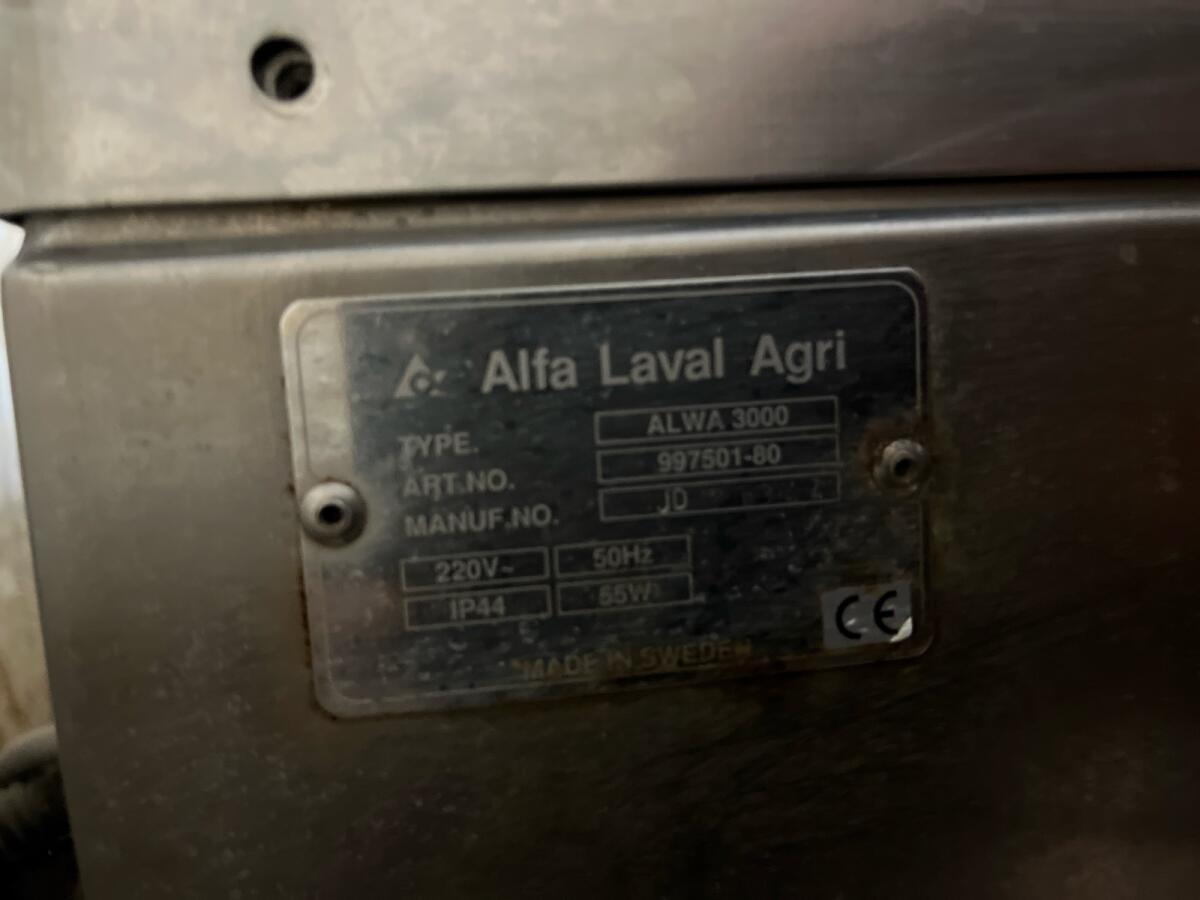 Alfa Laval Agri
TYPE. ALWA 3000
ART.NO. 997501-80
MANUF.NO. JD
220V~ 50Hz
IP44 55W
CE
MADE IN SWEDEN